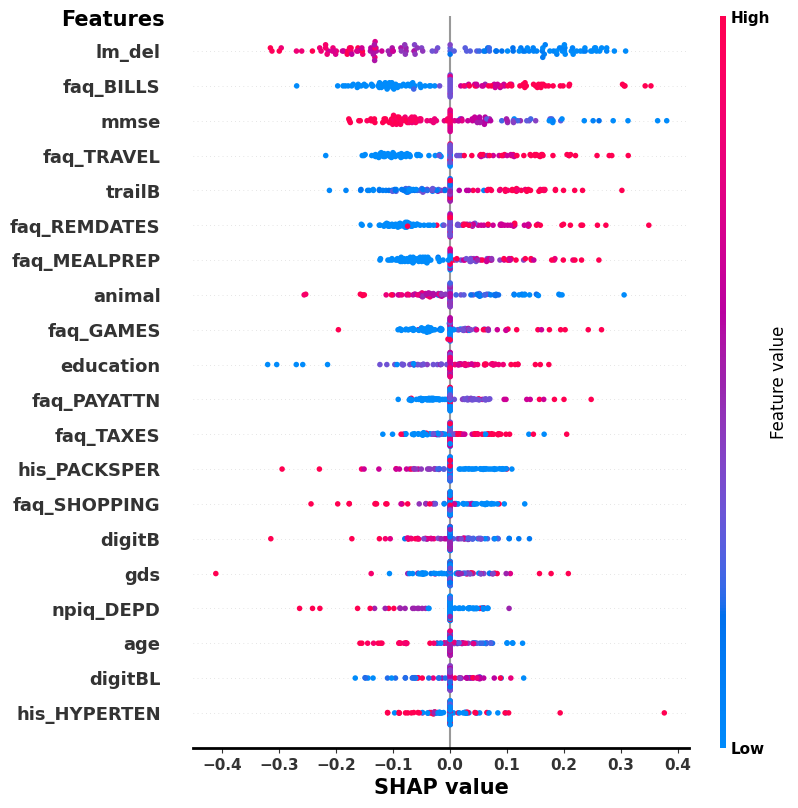 Features
High
lm_del
faq_BILLS
mmse
faq_TRAVEL
trailB
faq_REMDATES
faq_MEALPREP
animal
faq_GAMES
education
faq_PAYATTN
faq_TAXES
his_PACKSPER
faq_SHOPPING
digitB
gds
npiq_DEPD
age
digitBL
his_HYPERTEN
Feature value
Low
−0.4 −0.3 −0.2 −0.1 0.0 0.1 0.2 0.3 0.4
SHAP value